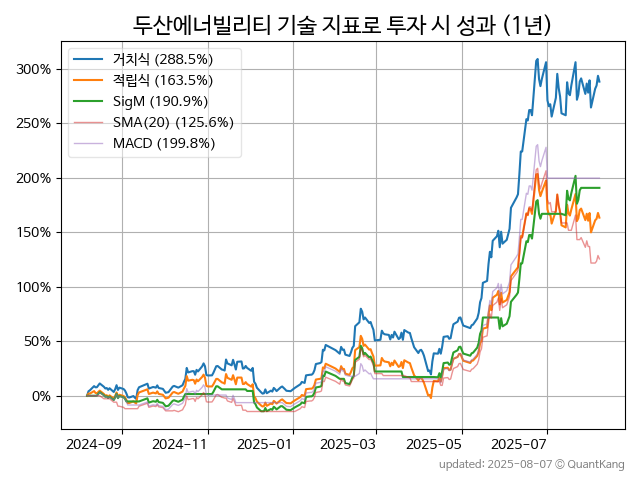 두산에너빌리티 기술 지표로 투자 시 성과 (1년)
300%
250%
200%
150%
100%
50%
0%
거치식 (288.5%)
적립식 (163.5%)
SigM (190.9%)
SMA(20) (125.6%)
MACD (199.8%)
2024-09
2024-11
2025-01
2025-03
2025-05
2025-07
updated: 2025-08-07 © QuantKang